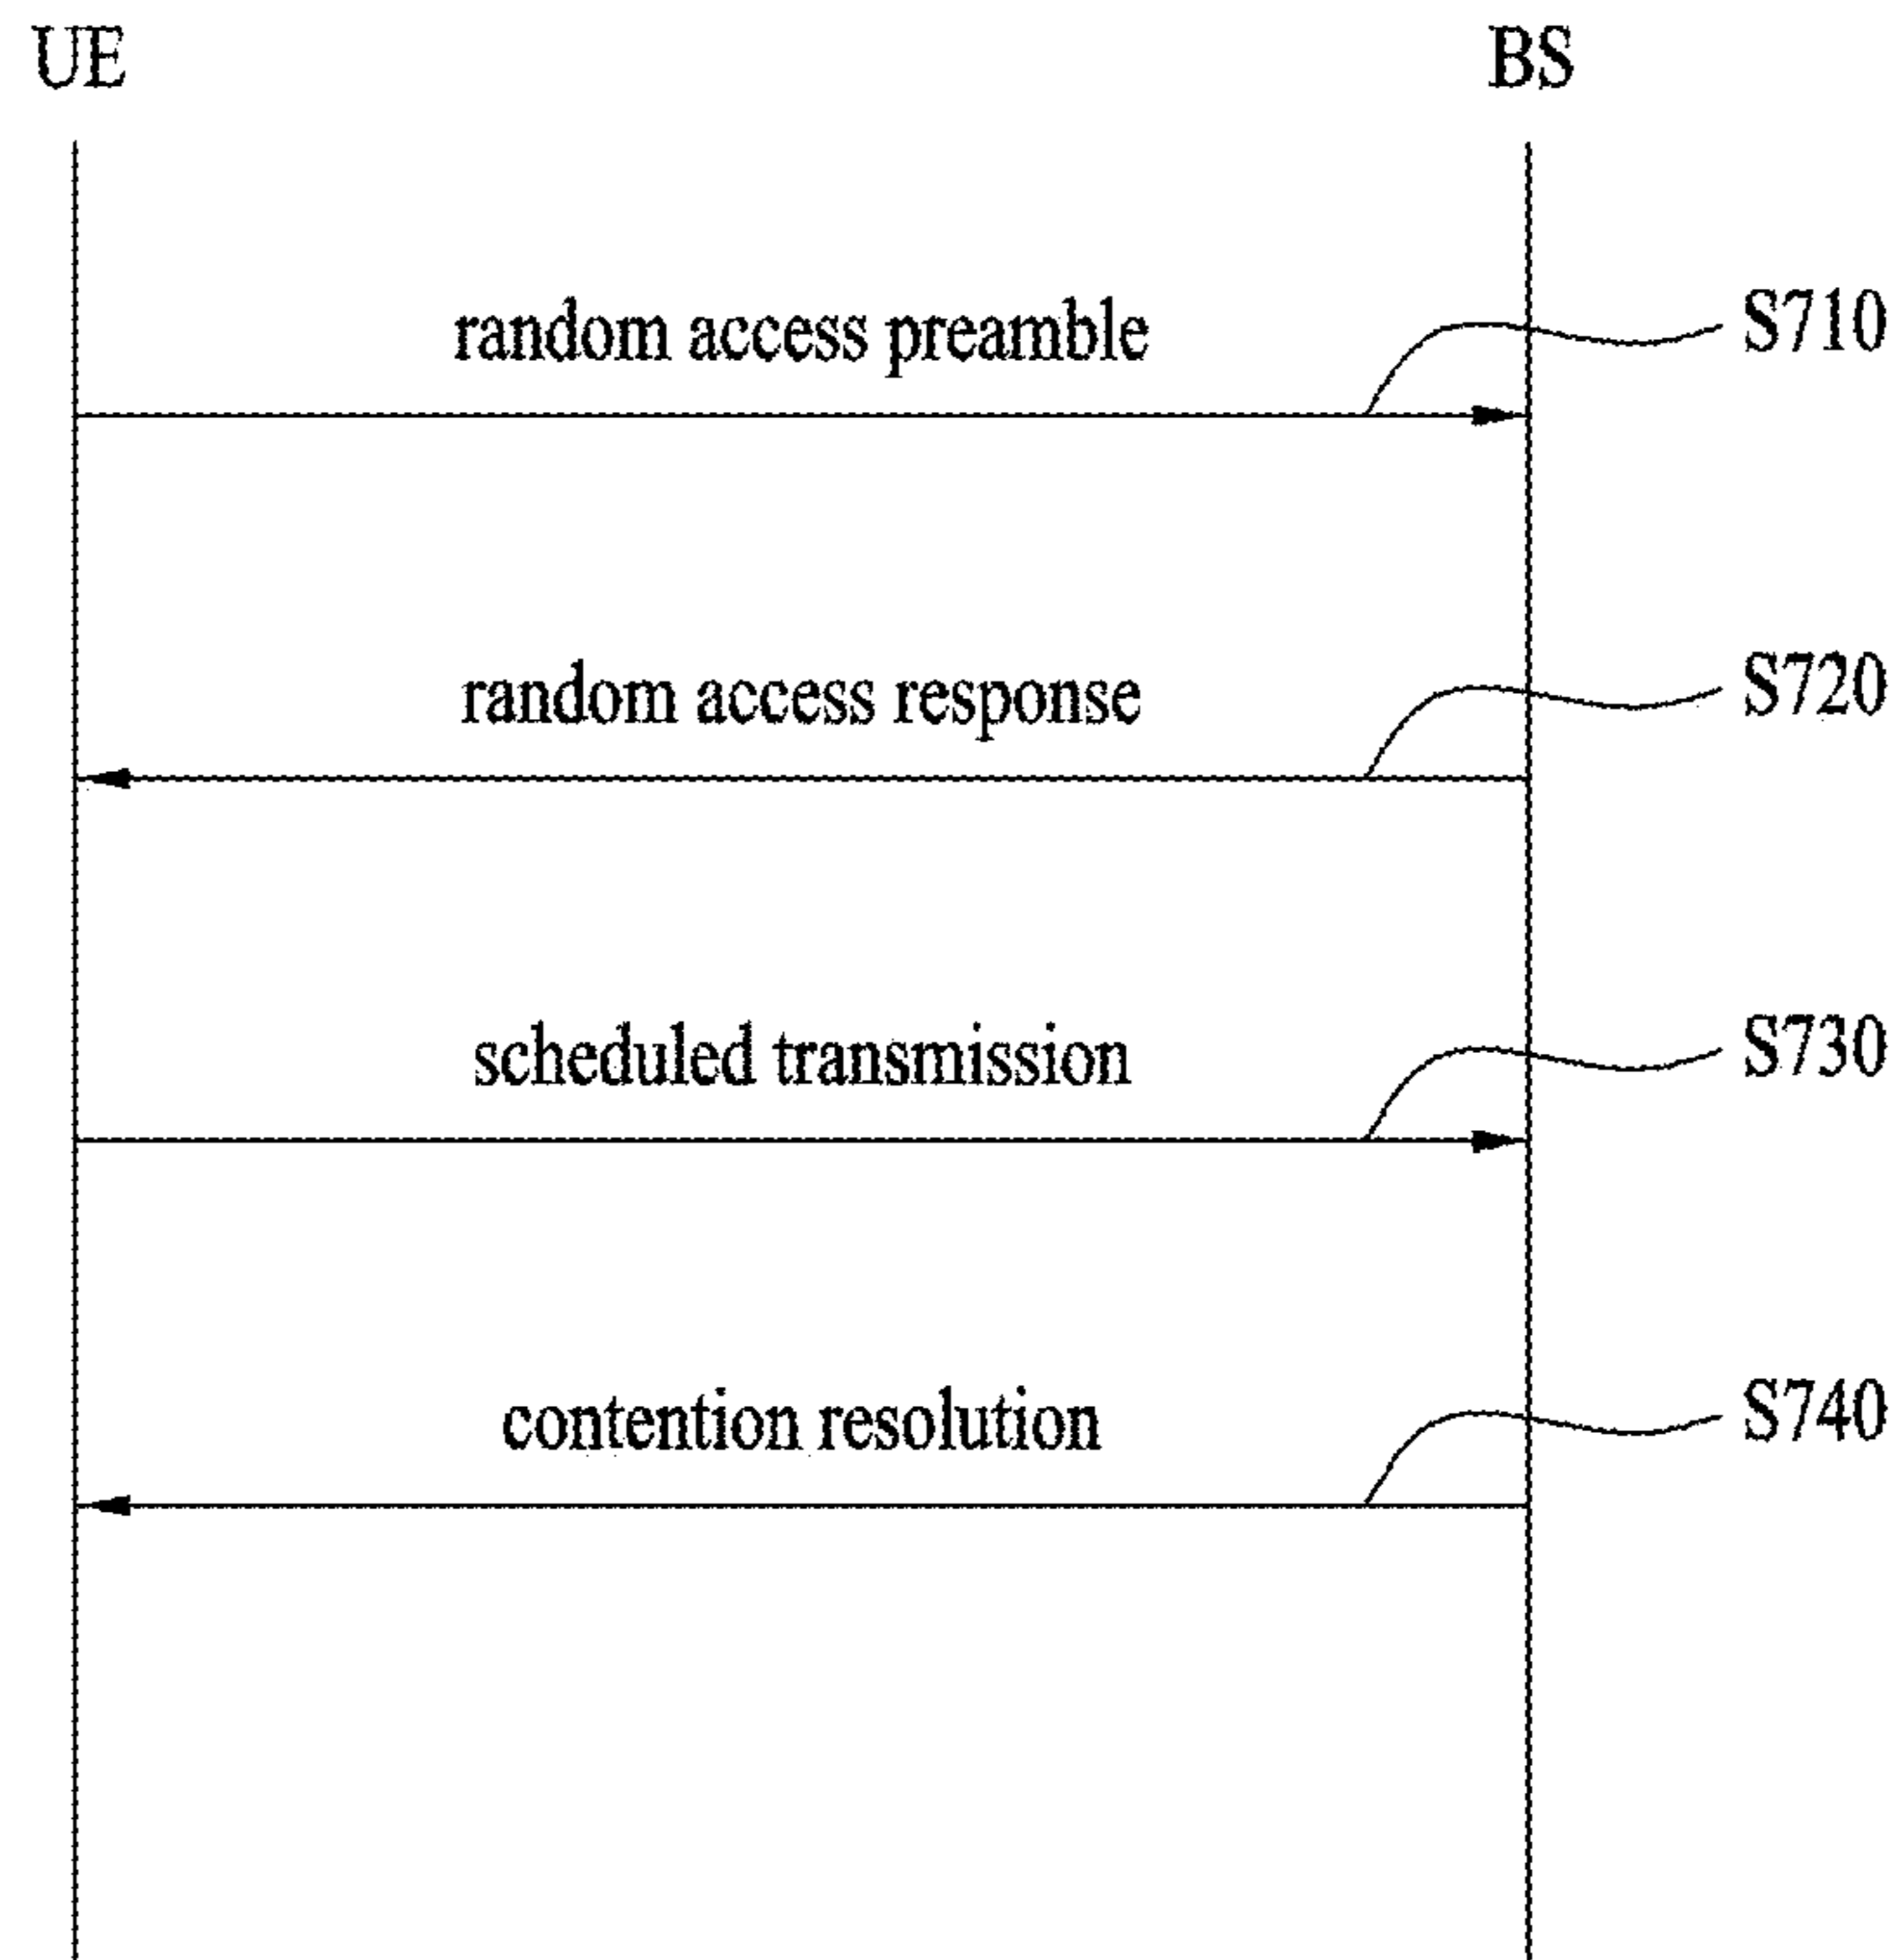 UE BS
random access preamble S710
random access response S720
scheduled transmission S730
contention resolution S740